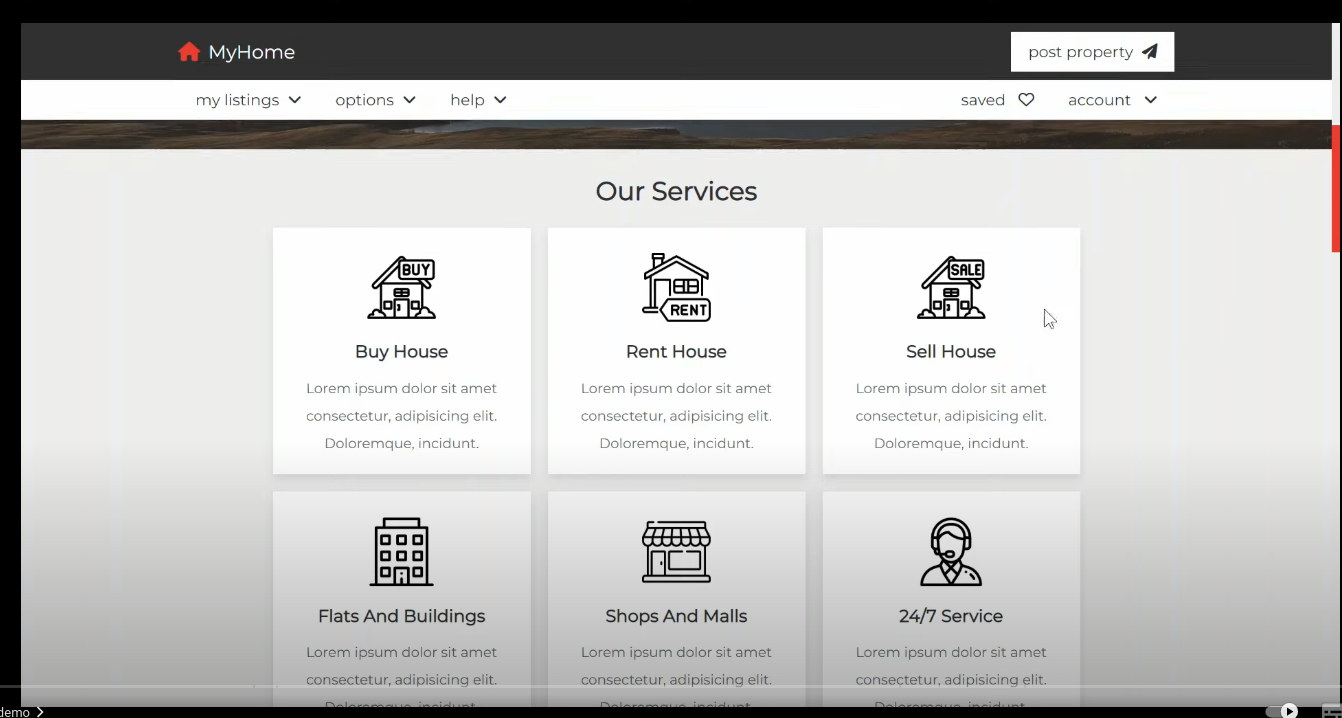 MyHome
post property
my listings
options
help
saved
account
Our Services
BUY
RENT
SALE
Buy House
Rent House
Sell House
Lorem ipsum dolor sit amet
consectetur, adipisicing elit.
Doloremque, incidunt.
Lorem ipsum dolor sit amet
consectetur, adipisicing elit.
Doloremque, incidunt.
Lorem ipsum dolor sit amet
consectetur, adipisicing elit.
Doloremque, incidunt.
Flats And Buildings
Shops And Malls
24/7 Service
Lorem ipsum dolor sit amet
consectetur, adipisicing elit.
Lorem ipsum dolor sit amet
consectetur, adipisicing elit.
Lorem ipsum dolor sit amet
consectetur, adipisicing elit.
demo